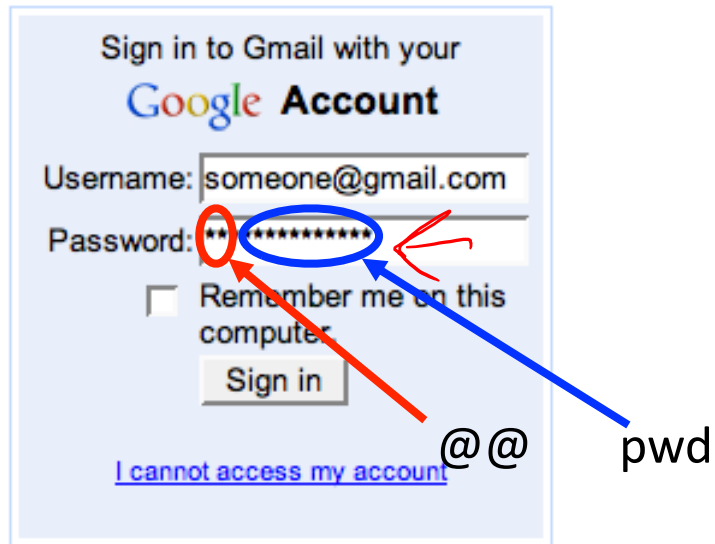 Sign in to Gmail with your
Google Account
Username: someone@gmail.com
Password: ****************
Remember me on this
computer.
Sign in
@@ pwd
I cannot access my account